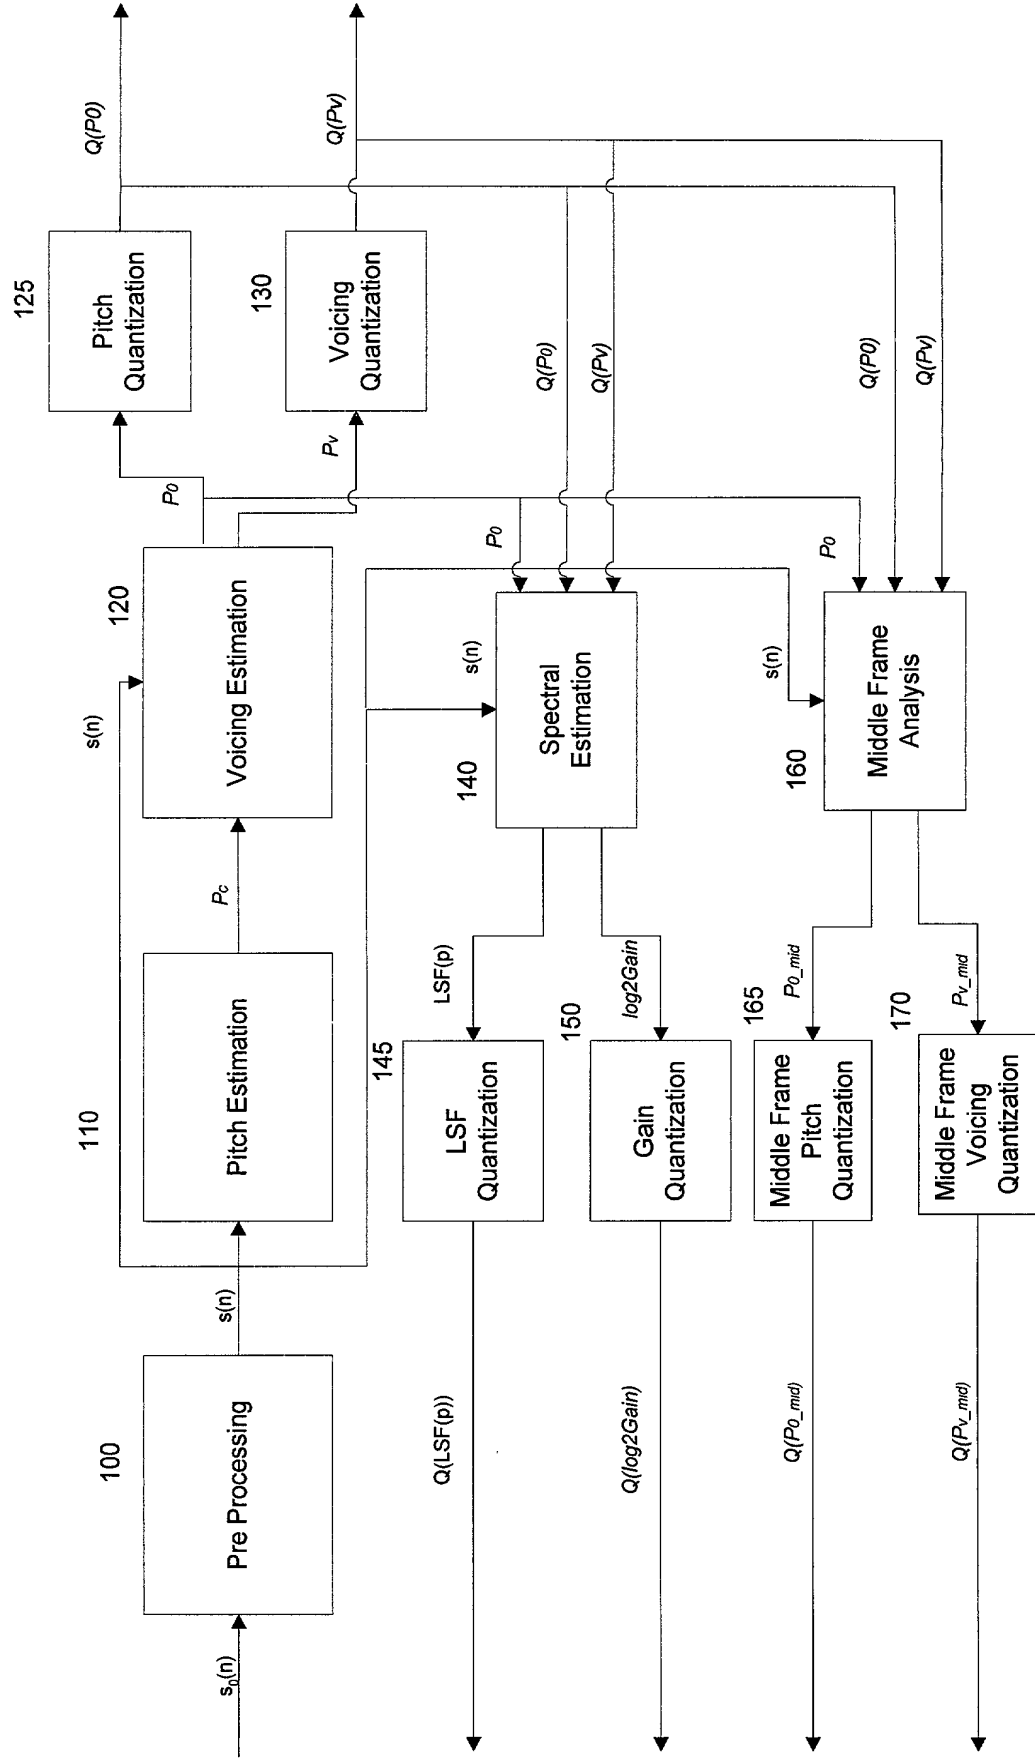 s₀(n)
Pre Processing
100
s(n)
Pitch Estimation
110
Pc
s(n)
Voicing Estimation
120
P0
Pitch
Quantization
125
Q(P0)
Pv
Voicing
Quantization
130
Q(Pv)
s(n)
P0
Q(P0)
Q(Pv)
Spectral
Estimation
140
LSF(p)
LSF
Quantization
145
Q(LSF(p))
log2Gain
Gain
Quantization
150
Q(log2Gain)
s(n)
P0
Q(P0)
Q(Pv)
Middle Frame
Analysis
160
P0_mid
Middle Frame
Pitch
Quantization
165
Q(P0_mid)
Pv_mid
Middle Frame
Voicing
Quantization
170
Q(Pv_mid)